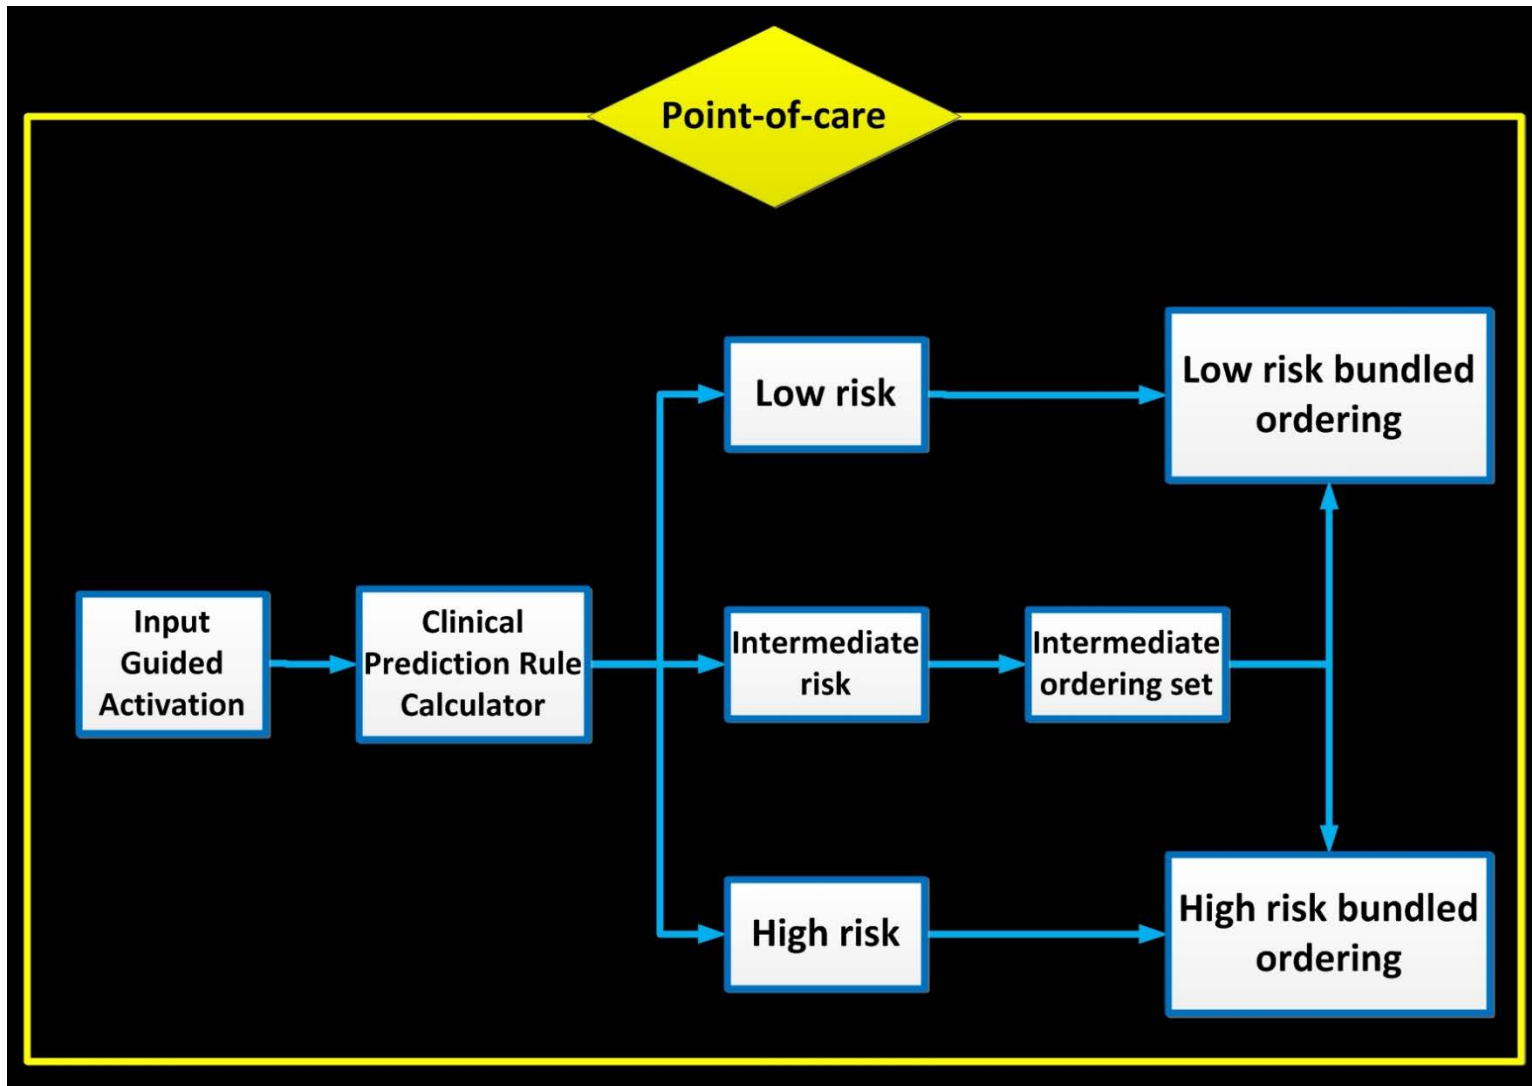 Point-of-care
Low risk
Low risk bundled
ordering
Input
Guided
Activation
Clinical
Prediction Rule
Calculator
Intermediate
risk
Intermediate
ordering set
High risk
High risk bundled
ordering